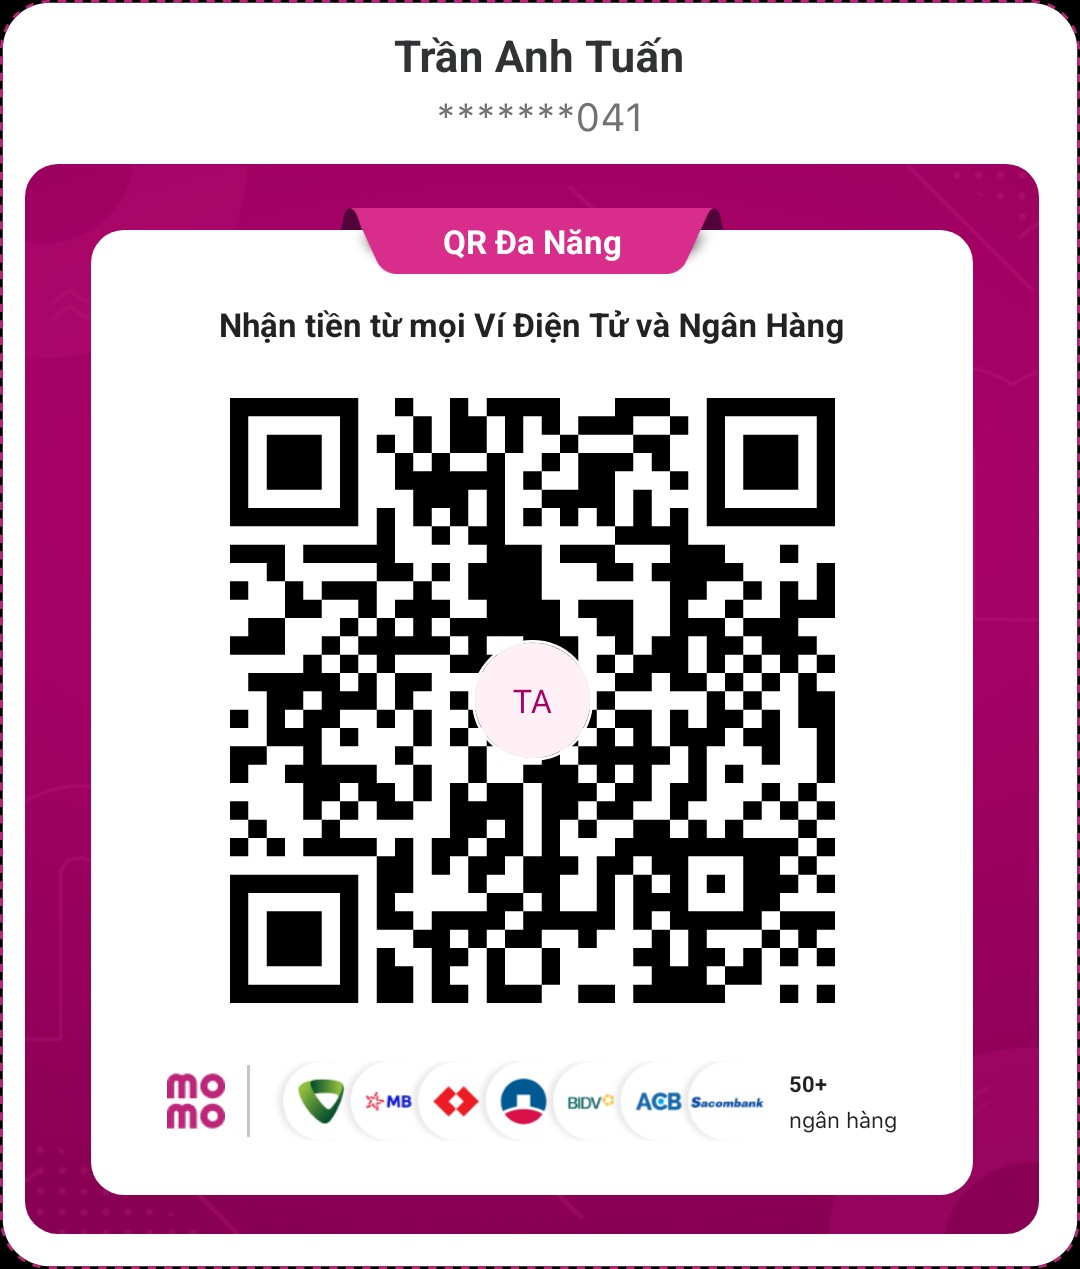 Trần Anh Tuấn
*******041
QR Đa Năng
Nhận tiền từ mọi Ví Điện Tử và Ngân Hàng
TA
mo
mo
MB
BIDV
ACB
Sacombank
50+
ngân hàng